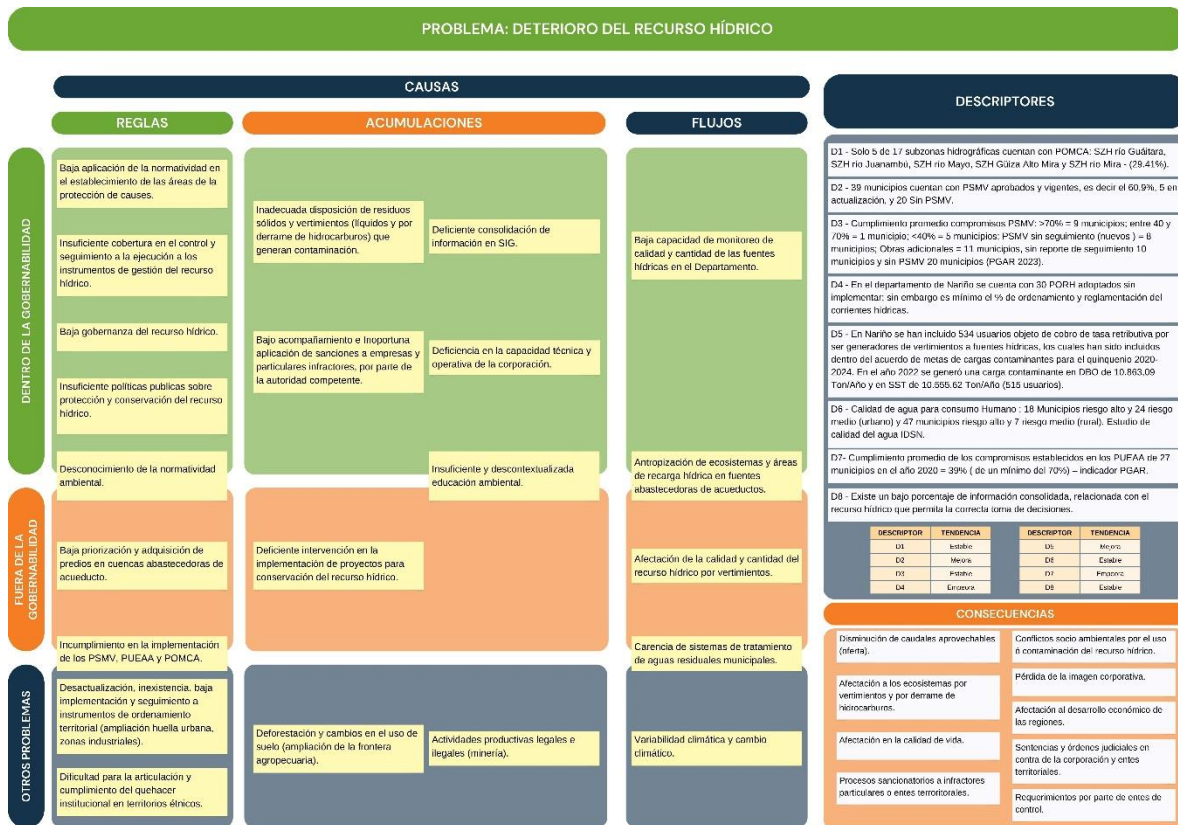 PROBLEMA: DETERIORO DEL RECURSO HÍDRICO
CAUSAS
REGLAS
ACUMULACIONES
FLUJOS
DENTRO DE LA GOBERNABILIDAD
Baja aplicación de la normatividad en
el establecimiento de las áreas de la
protección de causes.
Insuficiente cobertura en el control y
seguimiento a la ejecución a los
instrumentos de gestión del recurso
hídrico.
Baja gobernanza del recurso hídrico.
Insuficiente políticas publicas sobre
protección y conservación del recurso
hídrico.
Desconocimiento de la normatividad
ambiental.
Inadecuada disposición de residuos
sólidos y vertimientos (líquidos y por
derrame de hidrocarburos) que
generan contaminación.
Bajo acompañamiento e Inoportuna
aplicación de sanciones a empresas y
particulares infractores, por parte de
la autoridad competente.
Deficiente consolidación de
información en SIG.
Deficiencia en la capacidad técnica y
operativa de la corporación.
Insuficiente y descontextualizada
educación ambiental.
Baja capacidad de monitoreo de
calidad y cantidad de las fuentes
hídricas en el Departamento.
Antropización de ecosistemas y áreas
de recarga hídrica en fuentes
abastecedoras de acueductos.
FUERA DE LA
GOBERNABILIDAD
Baja priorización y adquisición de
predios en cuencas abastecedoras de
acueducto.
Incumplimiento en la implementación
de los PSMV, PUEAA y POMCA.
Deficiente intervención en la
implementación de proyectos para
conservación del recurso hídrico.
Afectación de la calidad y cantidad del
recurso hídrico por vertimientos.
Carencia de sistemas de tratamiento
de aguas residuales municipales.
OTROS PROBLEMAS
Desactualización, inexistencia, baja
implementación y seguimiento a
instrumentos de ordenamiento
territorial (ampliación huella urbana,
zonas industriales).
Dificultad para la articulación y
cumplimiento del quehacer
institucional en territorios étnicos.
Deforestación y cambios en el uso de
suelo (ampliación de la frontera
agropecuaria).
Actividades productivas legales e
ilegales (minería).
Variabilidad climática y cambio
climático.
DESCRIPTORES
D1 - Solo 5 de 17 subzonas hidrográficas cuentan con POMCA: SZH río Guáitara,
SZH río Juanambú, SZH río Mayo, SZH Güiza Alto Mira y SZH río Mira - (29.41%).
D2 - 39 municipios cuentan con PSMV aprobados y vigentes, es decir el 60.9%, 5 en
actualización, y 20 Sin PSMV.
D3 - Cumplimiento promedio compromisos PSMV: >70% = 9 municipios; entre 40 y
70% = 1 municipio; <40% = 5 municipios; PSMV sin seguimiento (nuevos ) = 8
municipios; Obras adicionales = 11 municipios, sin reporte de seguimiento 10
municipios y sin PSMV 20 municipios (PGAR 2023).
D4 - En el departamento de Nariño se cuenta con 30 PORH adoptados sin
implementar; sin embargo es mínimo el % de ordenamiento y reglamentación del
corrientes hídricas.
D5 - En Nariño se han incluido 534 usuarios objeto de cobro de tasa retributiva por
ser generadores de vertimientos a fuentes hídricas, los cuales han sido incluidos
dentro del acuerdo de metas de cargas contaminantes para el quinquenio 2020-
2024. En el año 2022 se generó una carga contaminante en DBO de 10.863,09
Ton/Año y en SST de 10.555.62 Ton/Año (515 usuarios).
D6 - Calidad de agua para consumo Humano : 18 Municipios riesgo alto y 24 riesgo
medio (urbano) y 47 municipios riesgo alto y 7 riesgo medio (rural). Estudio de
calidad del agua IDSN.
D7- Cumplimiento promedio de los compromisos establecidos en los PUEAA de 27
municipios en el año 2020 = 39% ( de un mínimo del 70%) – indicador PGAR.
D8 - Existe un bajo porcentaje de información consolidada, relacionada con el
recurso hídrico que permita la correcta toma de decisiones.
DESCRIPTOR TENDENCIA
D1 Estable
D2 Mejora
D3 Estable
D4 Empeora
DESCRIPTOR TENDENCIA
D5 Mejora
D6 Estable
D7 Empeora
Estable
CONSECUENCIAS
Disminución de caudales aprovechables
(oferta).
Afectación a los ecosistemas por
vertimientos y por derrame de
hidrocarburos.
Afectación en la calidad de vida.
Procesos sancionatorios a infractores
particulares o entes terroritorales.
Conflictos socio ambientales por el uso
ó contaminación del recurso hídrico.
Pérdida de la imagen corporativa.
Afectación al desarrollo económico de
las regiones.
Sentencias y órdenes judiciales en
contra de la corporación y entes
territoriales.
Requerimientos por parte de entes de
control.